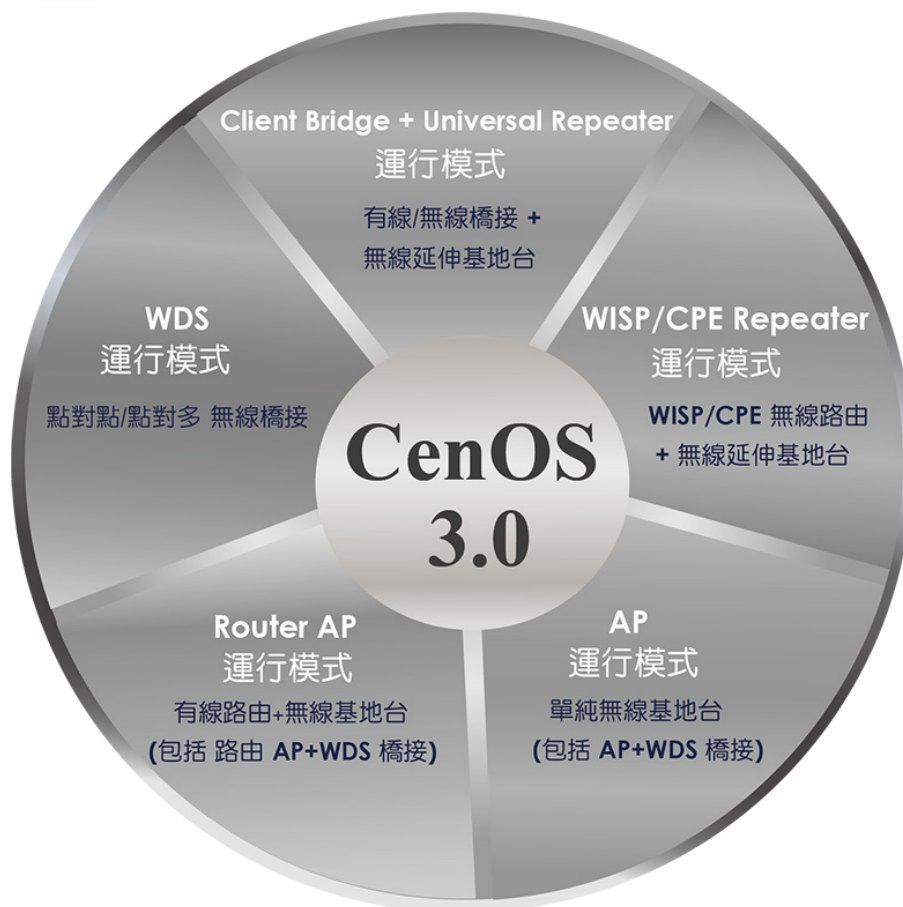 Client Bridge + Universal Repeater
運行模式
有線/無線橋接 +
無線延伸基地台
WISP/CPE Repeater
運行模式
WISP/CPE 無線路由
+ 無線延伸基地台
AP
運行模式
單純無線基地台
(包括 AP+WDS 橋接)
Router AP
運行模式
有線路由+無線基地台
(包括 路由 AP+WDS 橋接)
WDS
運行模式
點對點/點對多 無線橋接
CenOS
3.0